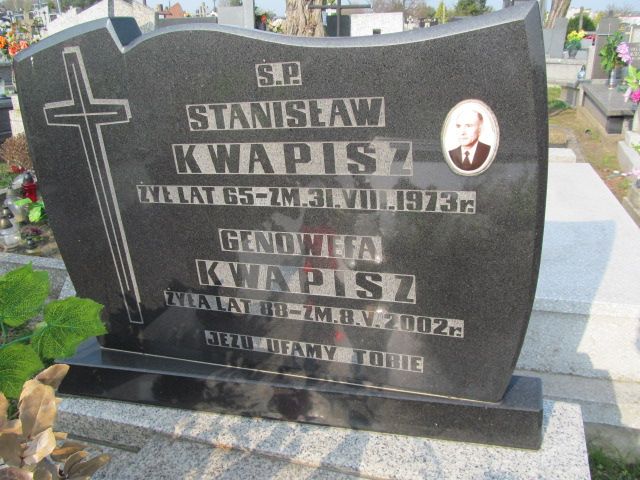 Ś.P.
STANISŁAW
KWAPISZ
ŻYŁ LAT 65-ZM.31.VIII.1973r.
GENOWEFA
KWAPISZ
ŻYŁA LAT 88-ZM.8.V.2002r.
JEZU UFAMY TOBIE